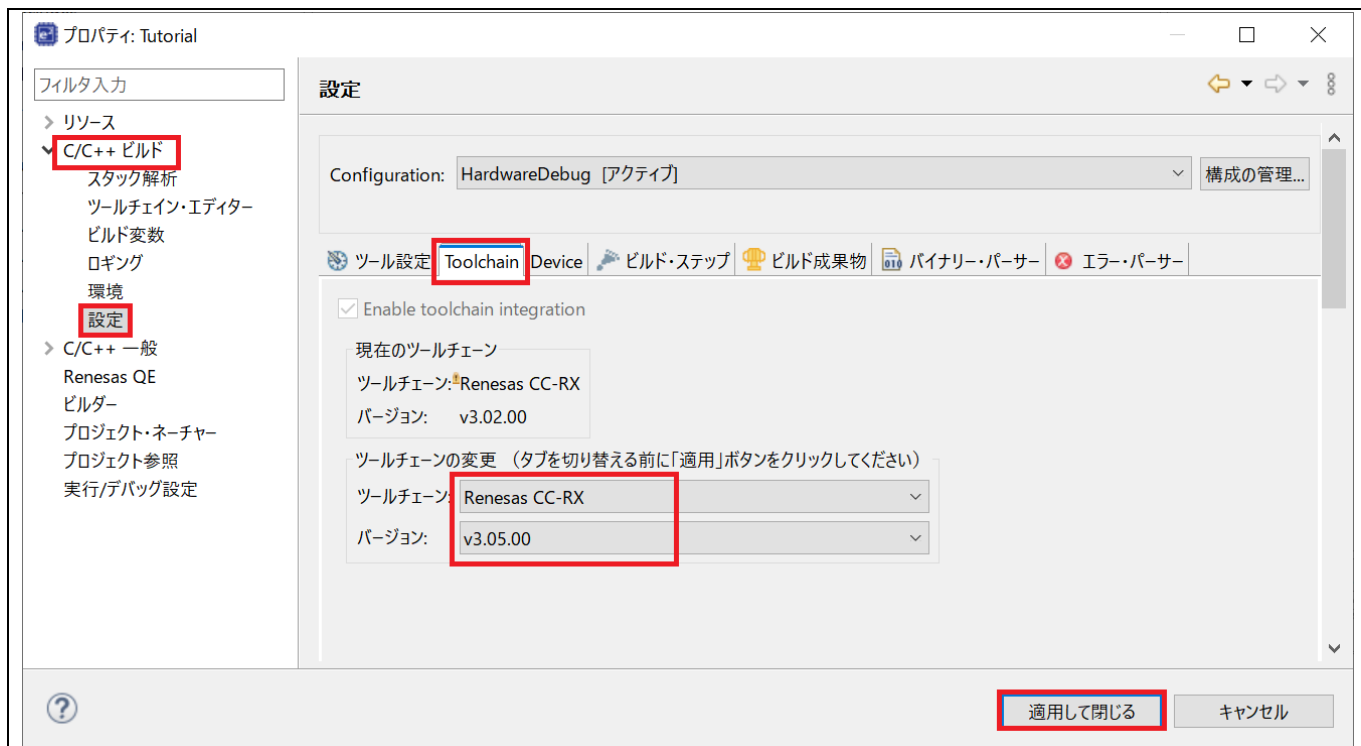 プロパティ: Tutorial
フィルタ入力
リソース
C/C++ ビルド
スタック解析
ツールチェイン・エディター
ビルド変数
ロギング
環境
設定
C/C++ 一般
Renesas QE
ビルダー
プロジェクト・ネーチャー
プロジェクト参照
実行/デバッグ設定
設定
Configuration: HardwareDebug [アクティブ] 構成の管理...
ツール設定 Toolchain Device ビルド・ステップ ビルド成果物 バイナリー・パーサー エラー・パーサー
Enable toolchain integration
現在のツールチェーン
ツールチェーン: Renesas CC-RX
バージョン: v3.02.00
ツールチェーンの変更 （タブを切り替える前に「適用」ボタンをクリックしてください）
ツールチェーン: Renesas CC-RX
バージョン: v3.05.00
適用して閉じる キャンセル